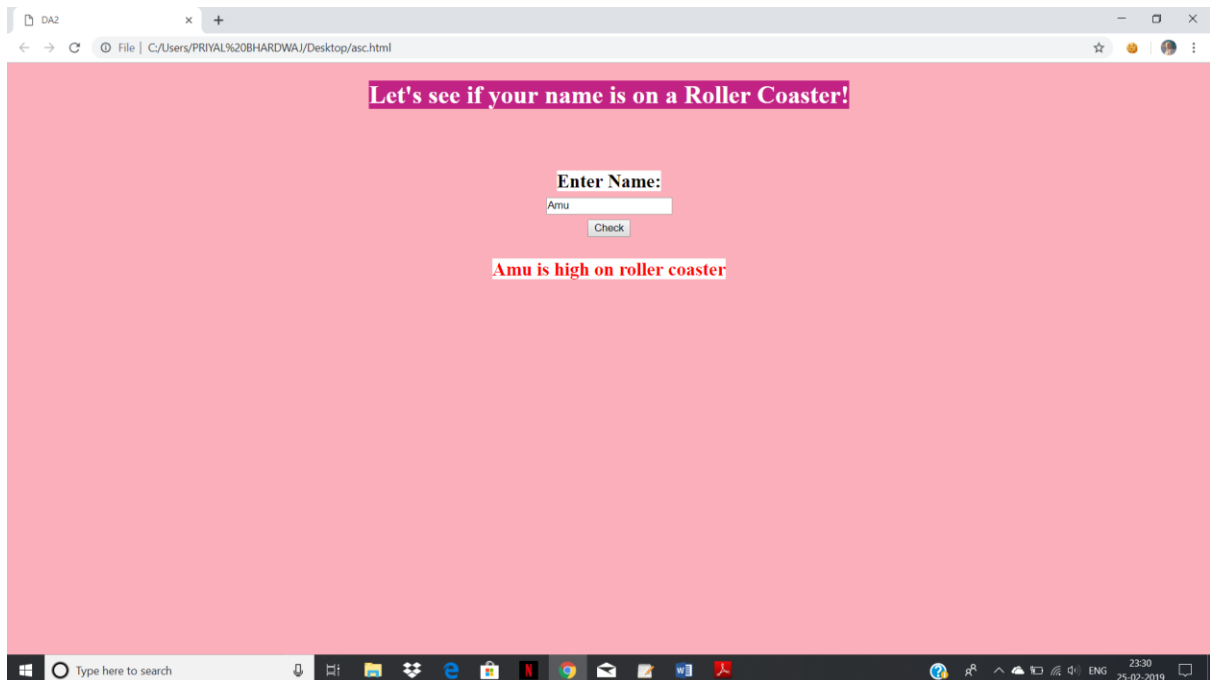 DA2
File | C:/Users/PRIYAL%20BHARDWAJ/Desktop/asc.html
Let's see if your name is on a Roller Coaster!
Enter Name:
Amu
Check
Amu is high on roller coaster
Type here to search
ENG
23:30
25-02-2019